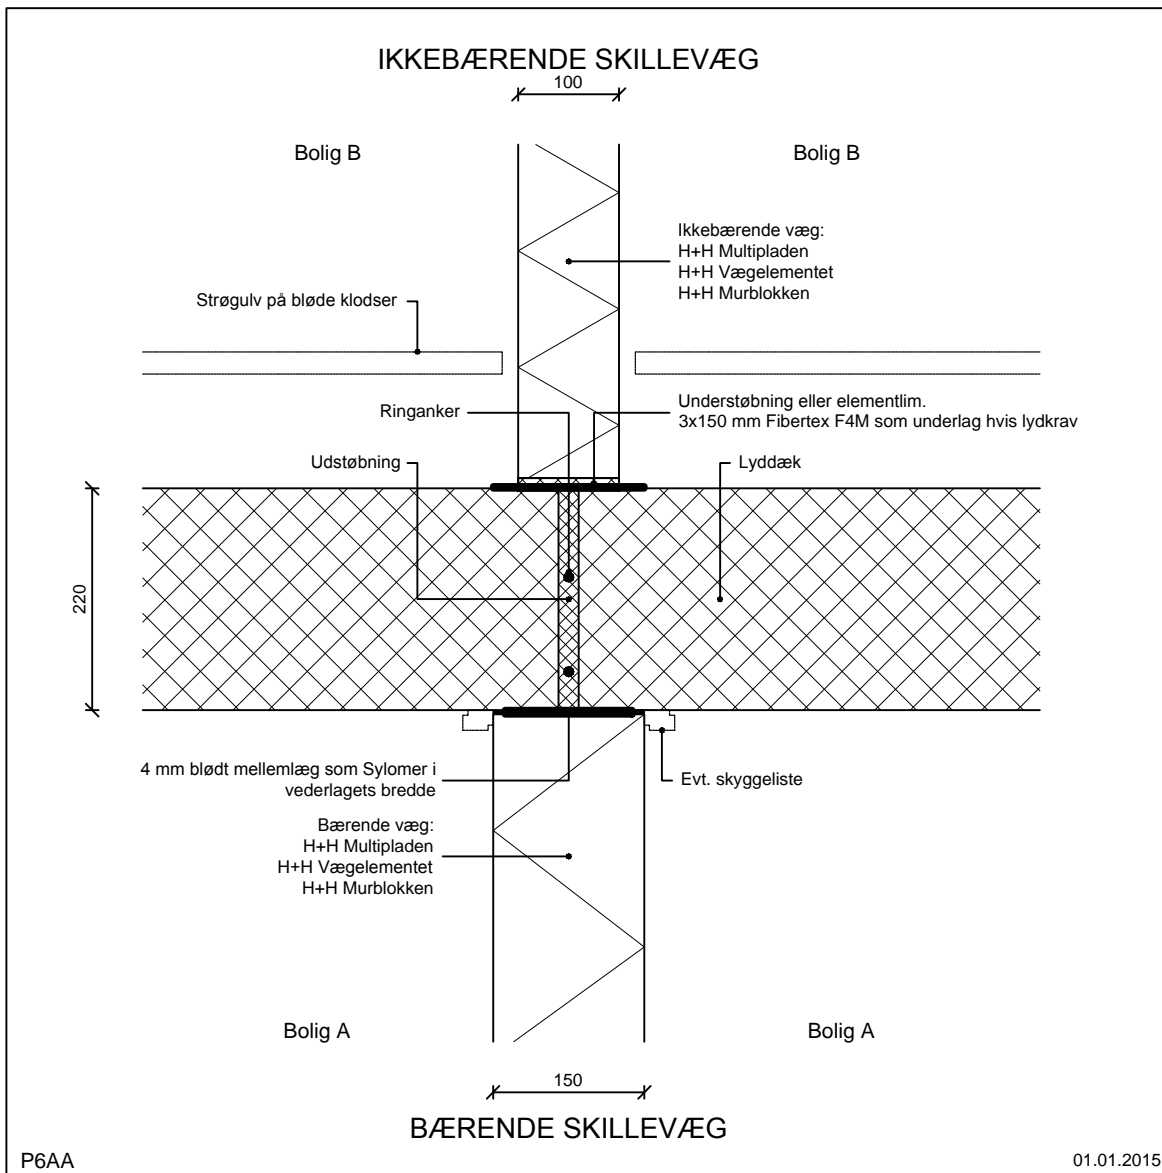 IKKEBÆRENDE SKILLEVÆG
100
Bolig B
Bolig B
Ikkebærende væg:
H+H Multipladen
H+H Vægelementet
H+H Murblokken
Strøgulv på bløde klodser
Understøbning eller elementlim.
3x150 mm Fibertex F4M som underlag hvis lydkrav
Ringanker
Udstøbning
Lyddæk
220
4 mm blødt mellemlæg som Sylomer i
vederlagets bredde
Evt. skyggeliste
Bærende væg:
H+H Multipladen
H+H Vægelementet
H+H Murblokken
Bolig A
Bolig A
150
BÆRENDE SKILLEVÆG
P6AA
01.01.2015